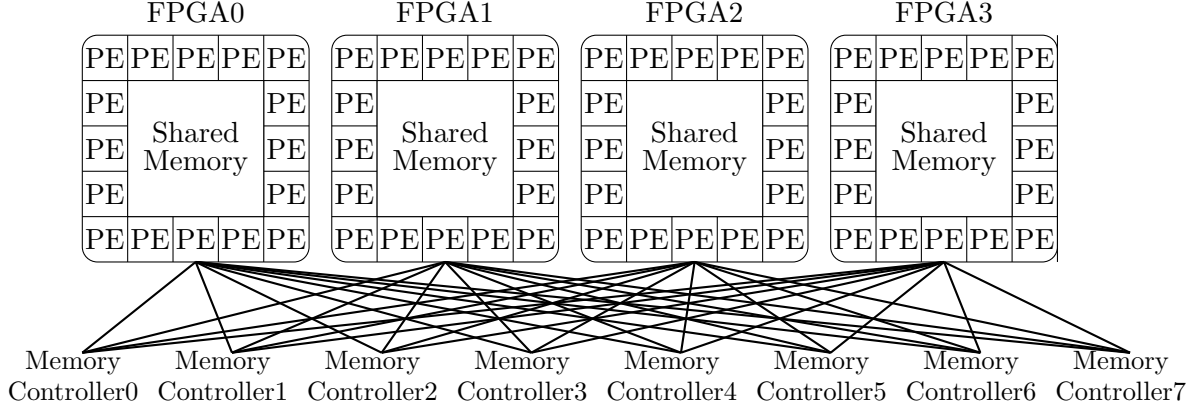 FPGA0 FPGA1 FPGA2 FPGA3
PE PE PE PE PE PE PE PE PE PE PE PE PE PE PE PE PE PE PE PE
PE PE PE PE PE PE PE PE
Shared Shared Shared Shared
PE PE PE PE PE PE PE PE
Memory Memory Memory Memory
PE PE PE PE PE PE PE PE
PE PE PE PE PE PE PE PE PE PE PE PE PE PE PE PE PE PE PE PE
Memory Memory Memory Memory Memory Memory Memory Memory
Controller0 Controller1 Controller2 Controller3 Controller4 Controller5 Controller6 Controller7